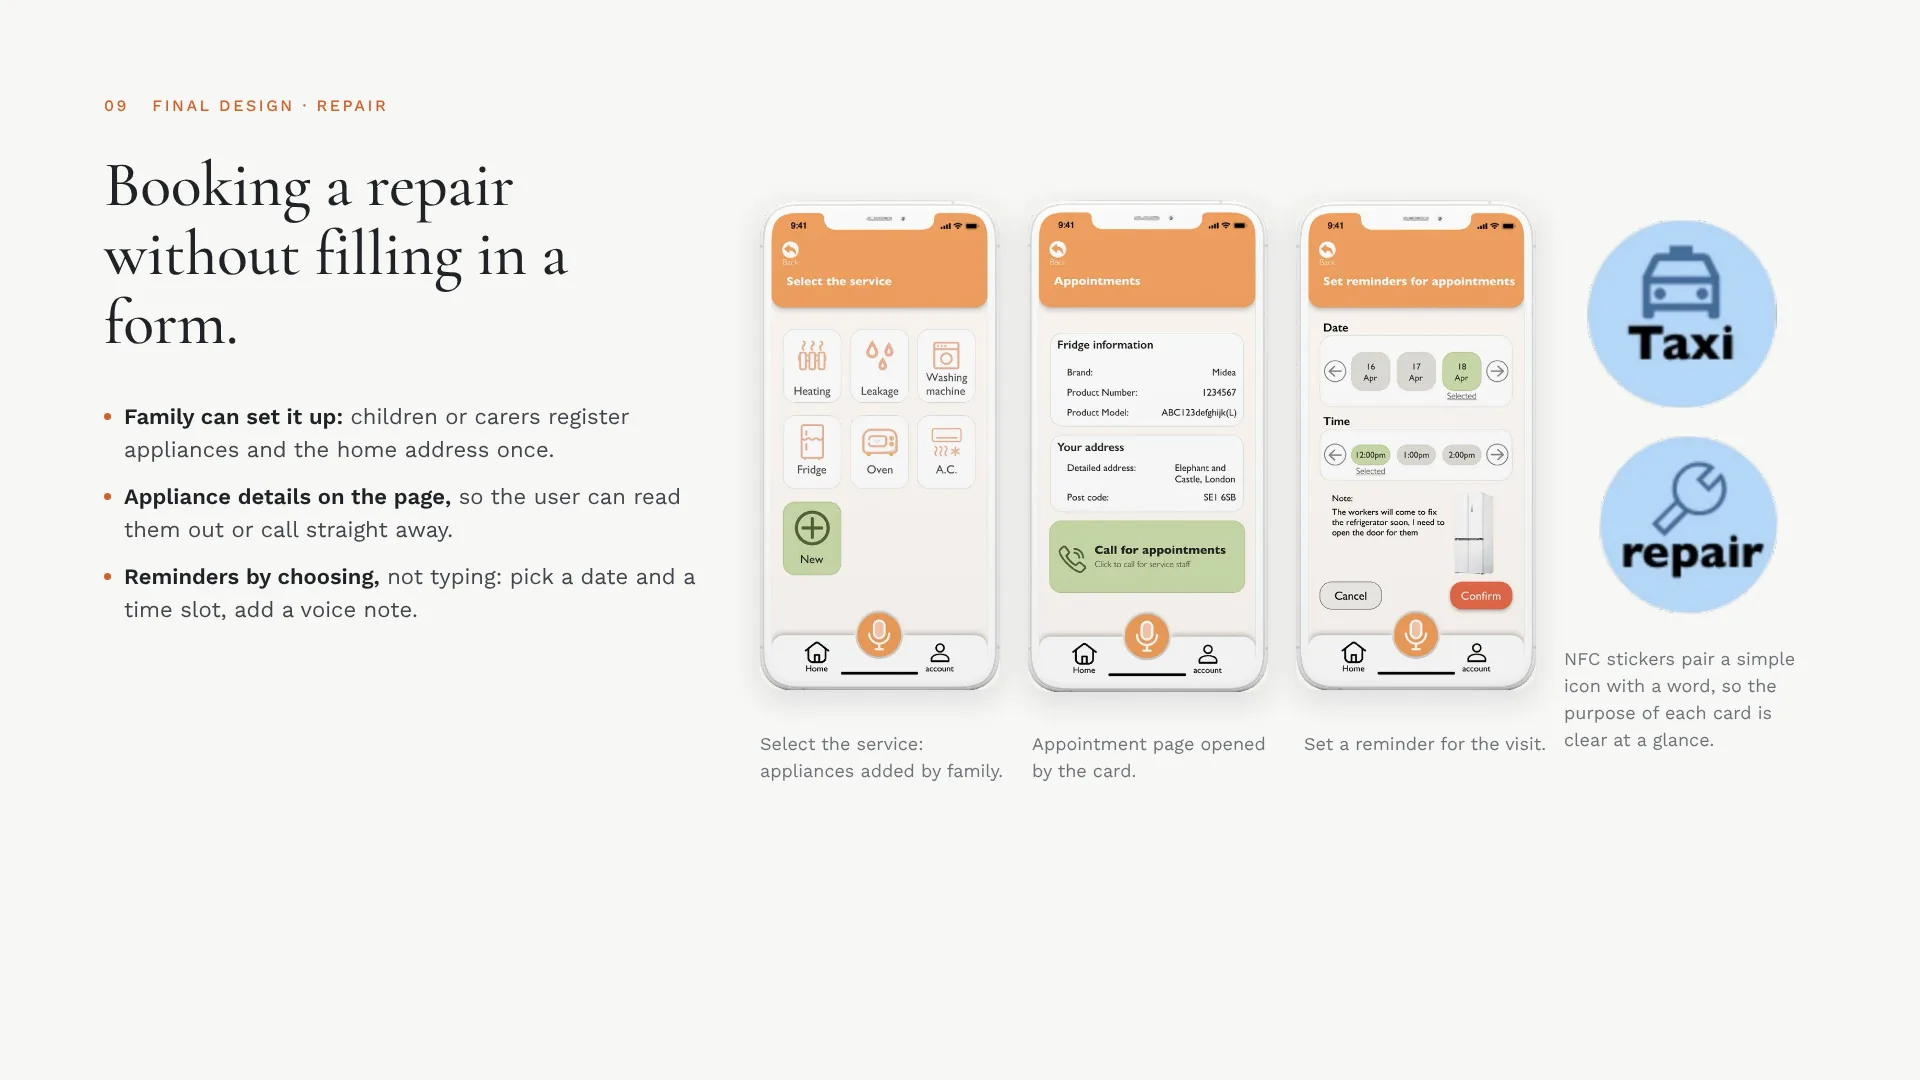 09 FINAL DESIGN · REPAIR
Booking a repair
without filling in a
form.
• Family can set it up: children or carers register
appliances and the home address once.
• Appliance details on the page, so the user can read
them out or call straight away.
• Reminders by choosing, not typing: pick a date and a
time slot, add a voice note.
9:41
Back
Select the service
Heating
Leakage
Washing
machine
Fridge
Oven
A.C.
New
Home
account
Select the service:
appliances added by family.
9:41
Back
Appointments
Fridge information
Brand: Midea
Product Number: 1234567
Product Model: ABC123defghijk(L)
Your address
Detailed address: Elephant and
Castle, London
Post code: SE1 6SB
Call for appointments
Click to call for service staff
Home
account
Appointment page opened
by the card.
9:41
Back
Set reminders for appointments
Date
16 Apr
17 Apr
18 Apr
Selected
Time
12:00pm
1:00pm
2:00pm
Selected
Note:
The workers will come to fix
the refrigerator soon, I need to
open the door for them
Cancel
Confirm
Home
account
Set a reminder for the visit.
Taxi
repair
NFC stickers pair a simple
icon with a word, so the
purpose of each card is
clear at a glance.